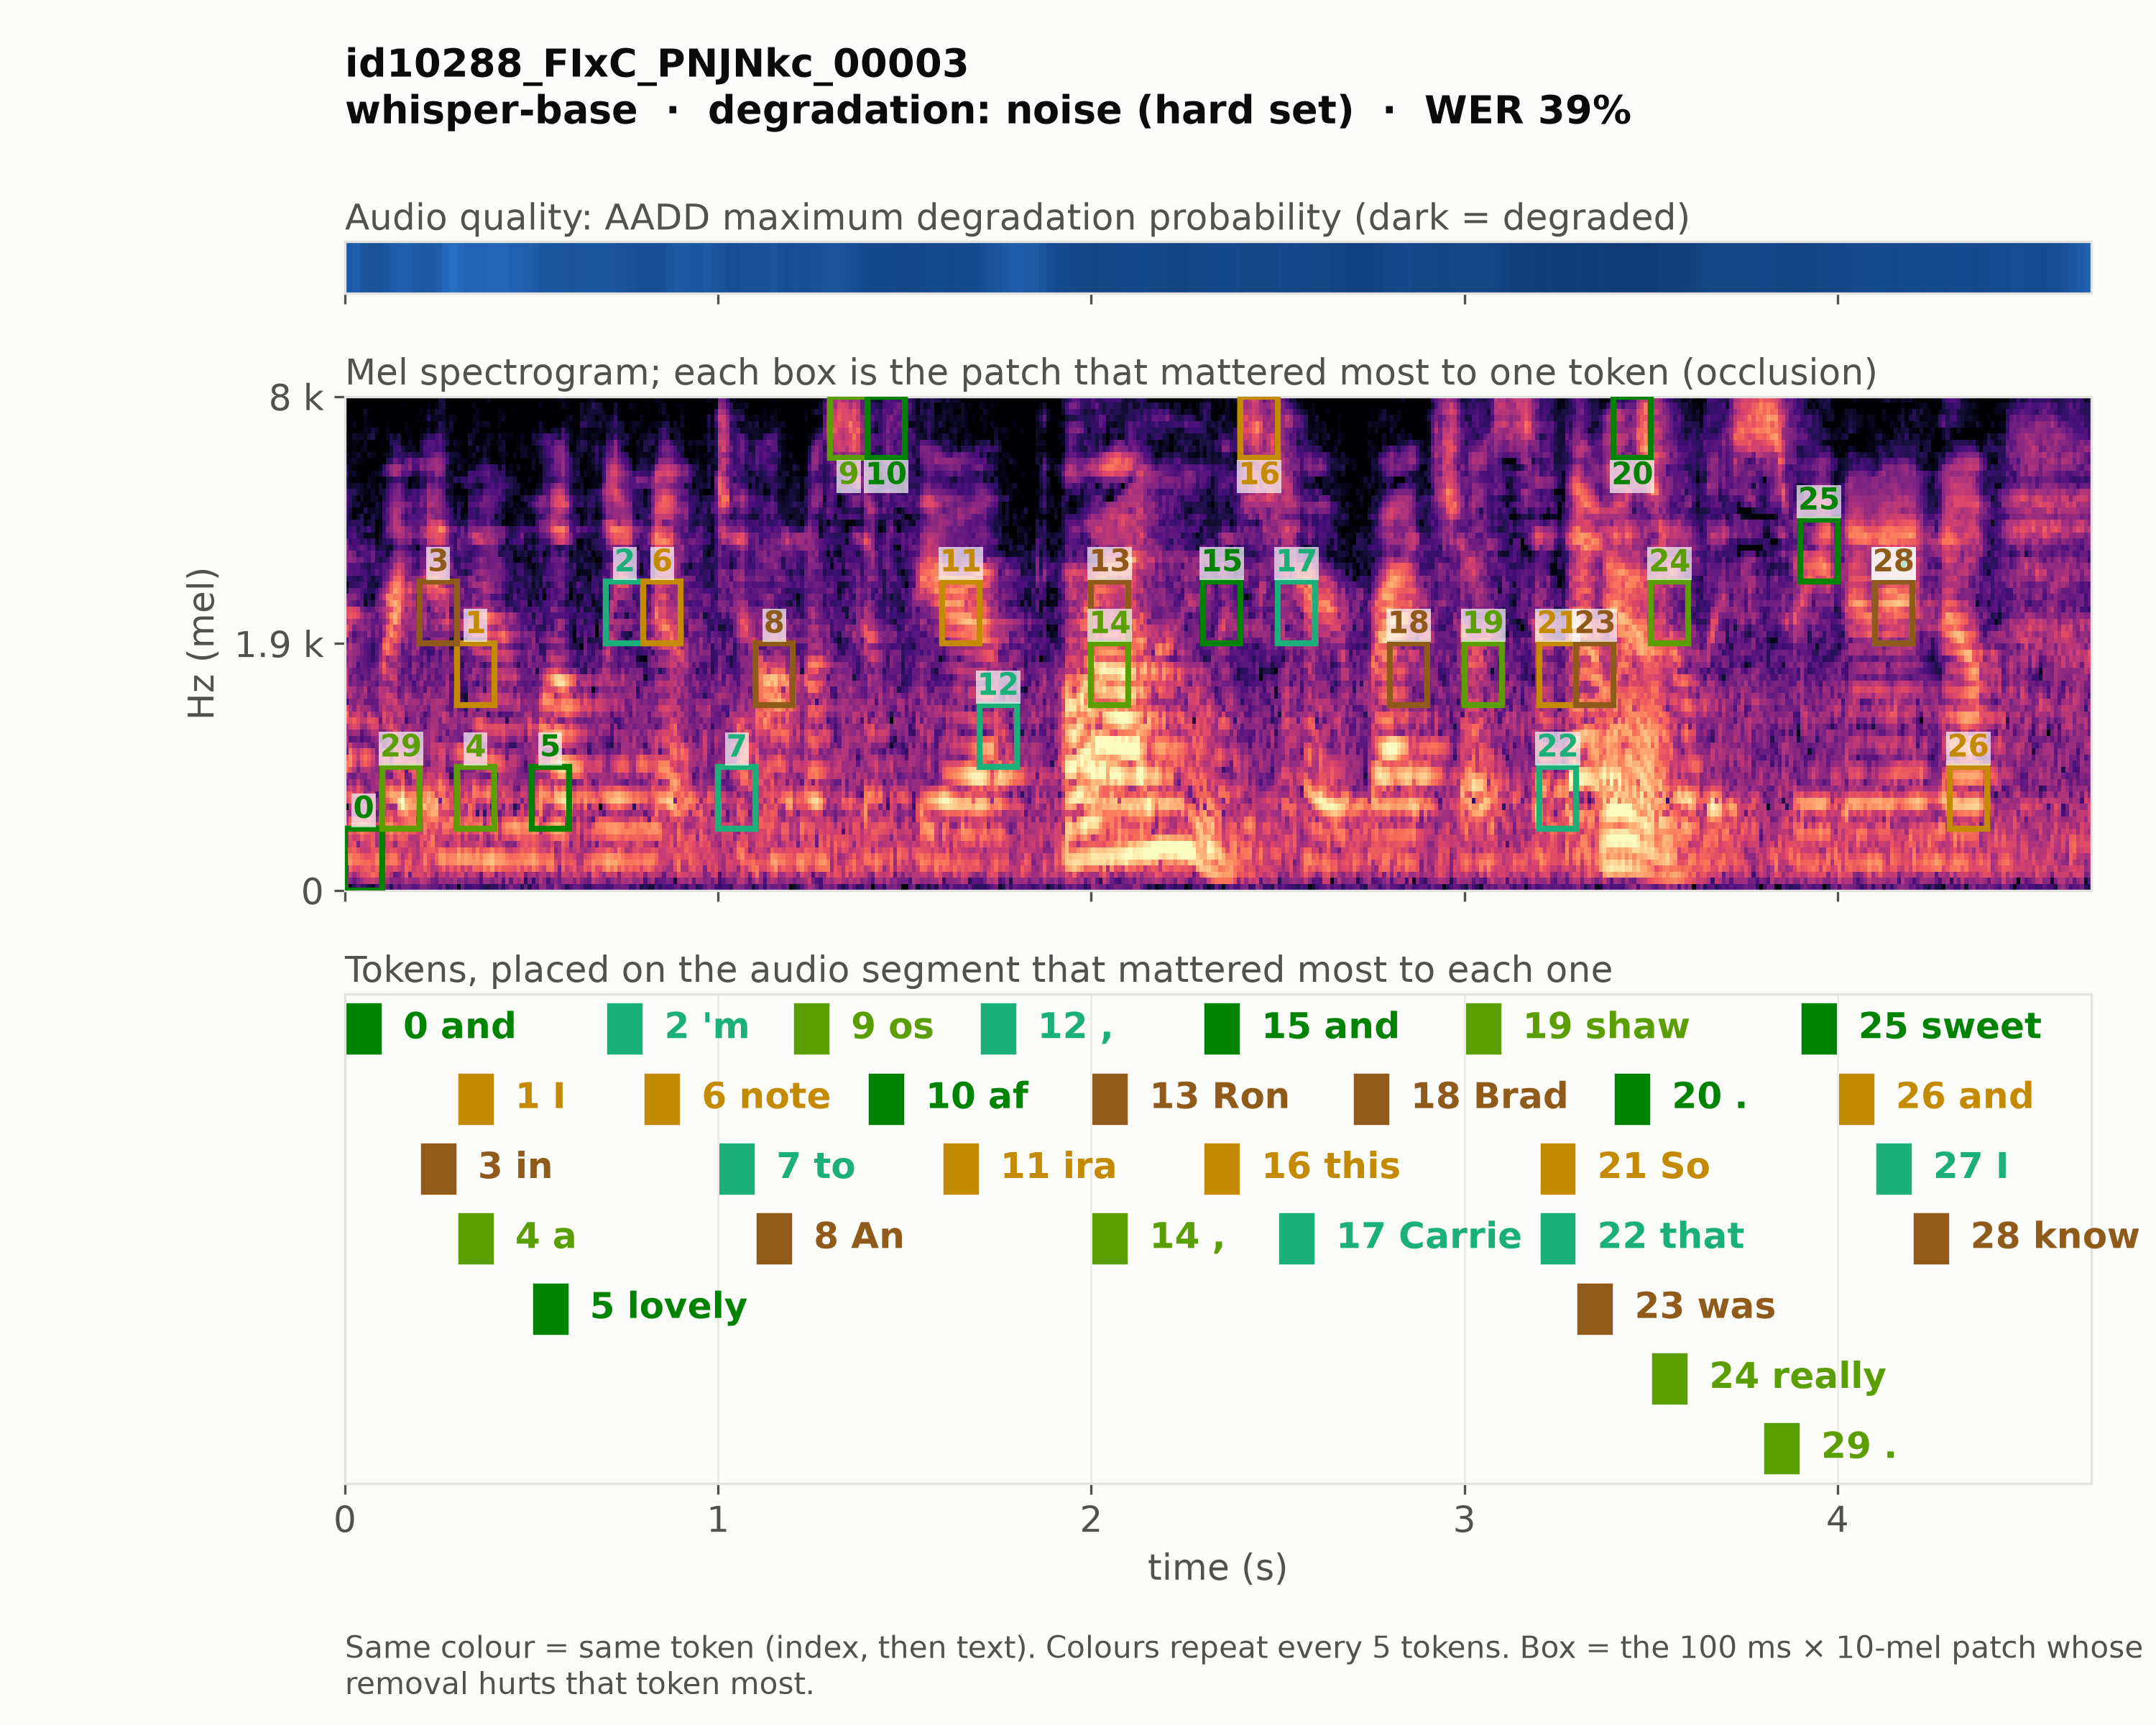 id10288_FIxC_PNJNkc_00003
whisper-base · degradation: noise (hard set) · WER 39%
Audio quality: AADD maximum degradation probability (dark = degraded)
Mel spectrogram; each box is the patch that mattered most to one token (occlusion)
8 k
1.9 k
0
Hz (mel)
9 10 16 20
25
3 2 6 11 13 15 17 24 28
1 8 14 18 19 21 23
12
29 4 5 7 22 26
0
Tokens, placed on the audio segment that mattered most to each one
0 and 2 'm 9 os 12 , 15 and 19 shaw 25 sweet
1 I 6 note 10 af 13 Ron 18 Brad 20 . 26 and
3 in 7 to 11 ira 16 this 21 So 27 I
4 a 8 An 14 , 17 Carrie 22 that 28 know
5 lovely 23 was
24 really
29 .
0 1 2 3 4
time (s)
Same colour = same token (index, then text). Colours repeat every 5 tokens. Box = the 100 ms × 10-mel patch whose
removal hurts that token most.